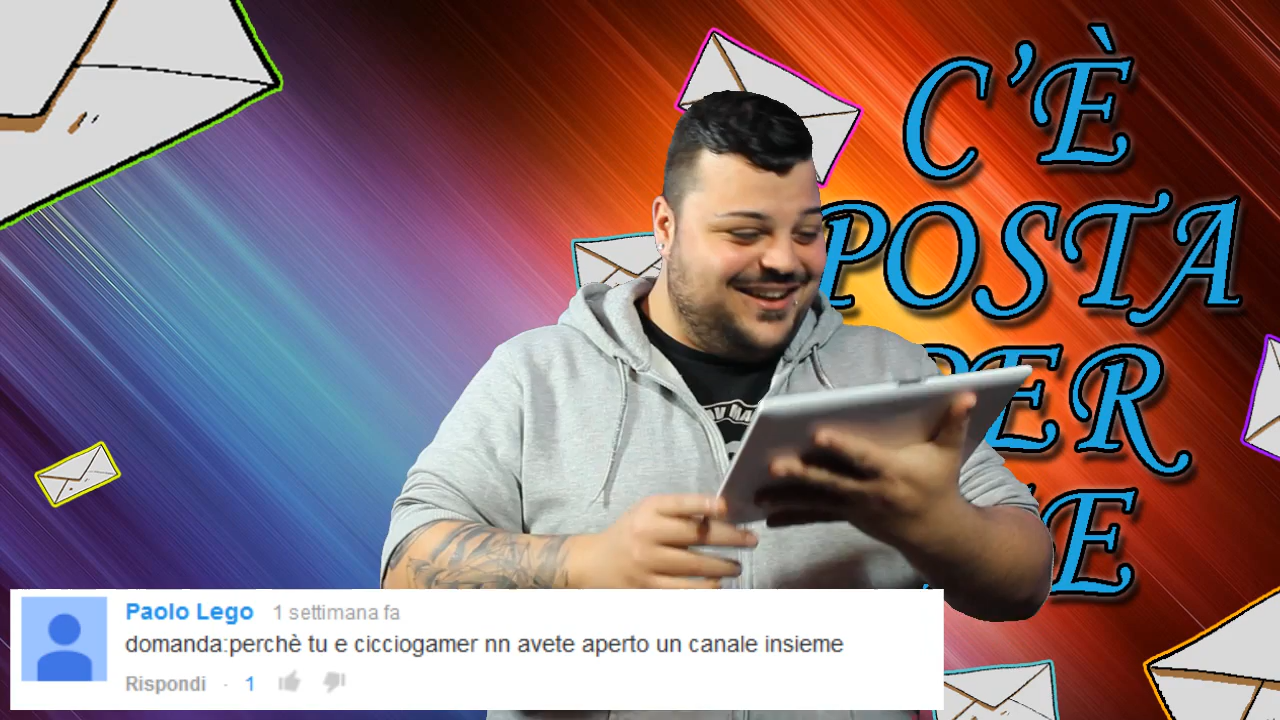 C'È
POSTA
PER
Paolo Lego 1 settimana fa
domanda:perchè tu e cicciogamer nn avete aperto un canale insieme
Rispondi · 1